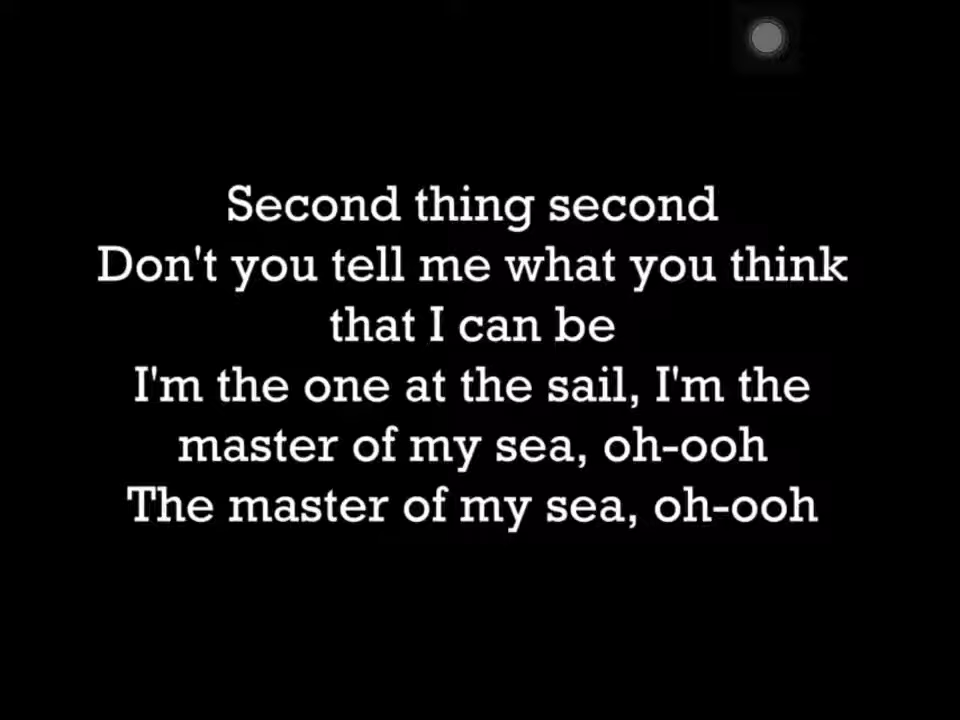 Second thing second
Don't you tell me what you think
that I can be
I'm the one at the sail, I'm the
master of my sea, oh-ooh
The master of my sea, oh-ooh